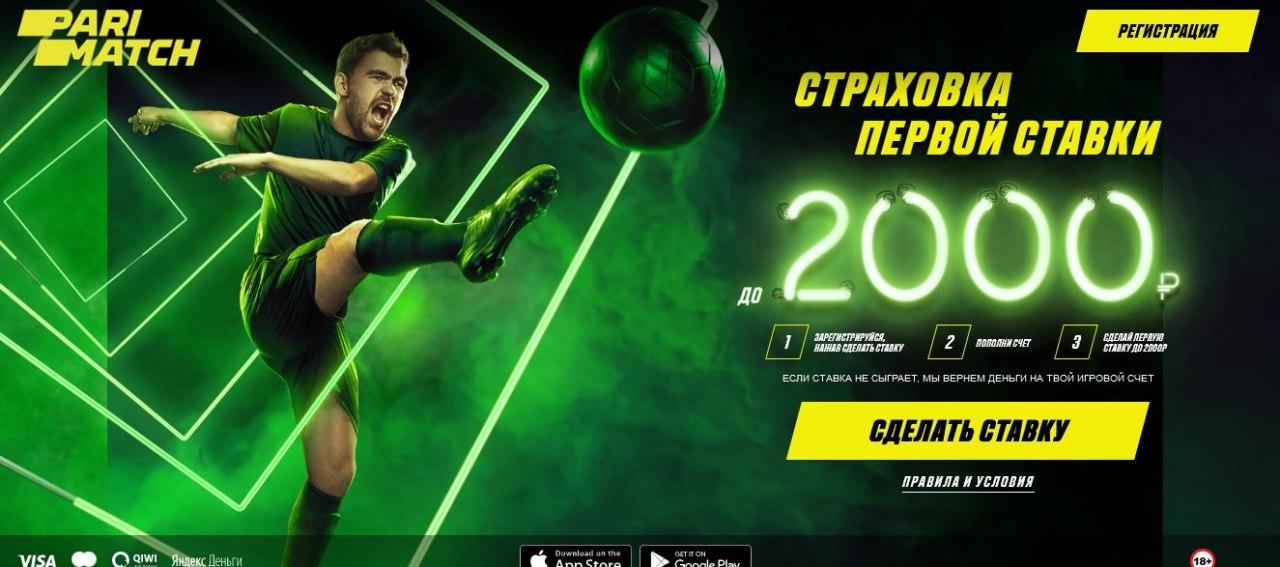 PARI
MATCH
РЕГИСТРАЦИЯ
СТРАХОВКА
ПЕРВОЙ СТАВКИ
ДО 2000 ₽
1 ЗАРЕГИСТРИРУЙСЯ,
НАЖАВ СДЕЛАТЬ СТАВКУ
2 ПОПОЛНИ СЧЕТ
3 СДЕЛАЙ ПЕРВУЮ
СТАВКУ ДО 2000₽
ЕСЛИ СТАВКА НЕ СЫГРАЕТ, МЫ ВЕРНЕМ ДЕНЬГИ НА ТВОЙ ИГРОВОЙ СЧЕТ
СДЕЛАТЬ СТАВКУ
ПРАВИЛА И УСЛОВИЯ
VISA
QIWI
Яндекс Деньги
Download on the
App Store
GET IT ON
Google Play
18+